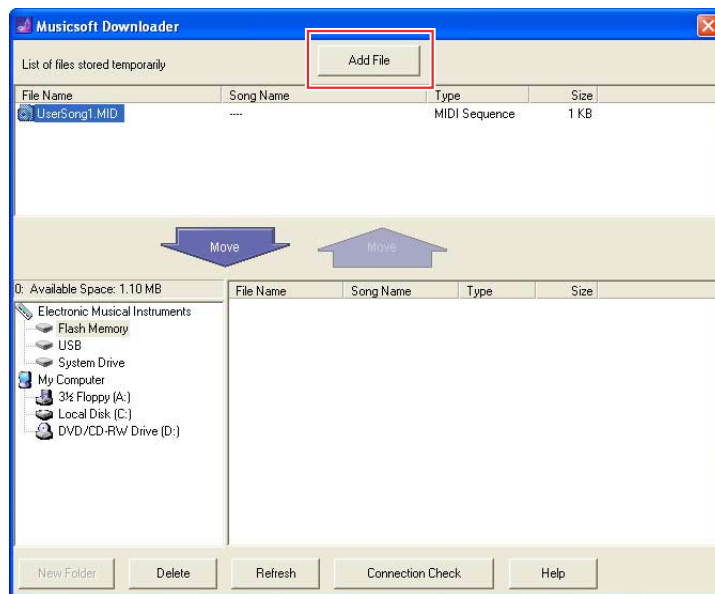 Musicsoft Downloader
List of files stored temporarily
Add File
File Name Song Name Type Size
UserSong1.MID ---- MIDI Sequence 1 KB
Move Move
0: Available Space: 1.10 MB
File Name Song Name Type Size
Electronic Musical Instruments
Flash Memory
USB
System Drive
My Computer
3½ Floppy (A:)
Local Disk (C:)
DVD/CD-RW Drive (D:)
New Folder Delete Refresh Connection Check Help